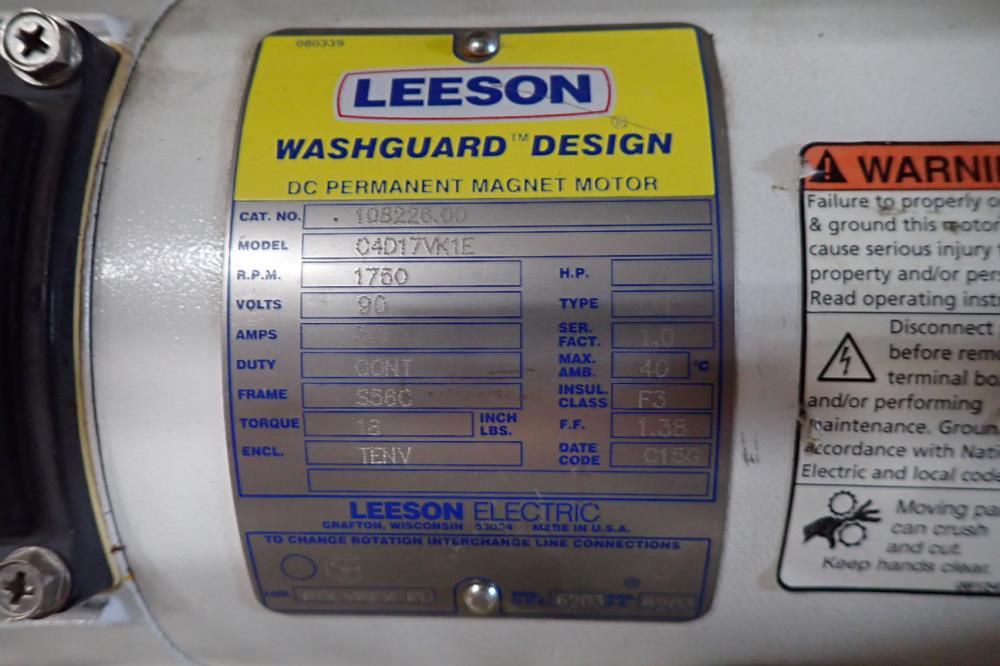 080339
LEESON
®
WASHGUARD™ DESIGN
DC PERMANENT MAGNET MOTOR
CAT. NO. 108226.00
MODEL C4D17VK1E
R.P.M. 1750 H.P.
VOLTS 90 TYPE
AMPS SER. FACT. 1.0
DUTY CONT MAX. AMB. 40 °C
FRAME S56C INSUL. CLASS F3
TORQUE 18 INCH LBS. F.F. 1.38
ENCL. TENV DATE CODE C15G
LEESON ELECTRIC
GRAFTON, WISCONSIN 53024 MADE IN U.S.A.
TO CHANGE ROTATION INTERCHANGE LINE CONNECTIONS
6203
WARNIN
Failure to properly
& ground this motor
cause serious injury
property and/or per
Read operating inst
Disconnect
before rem
terminal bo
and/or performing
maintenance. Groun
accordance with Nati
Electric and local code
Moving pa
can crush
and cut.
Keep hands clear.